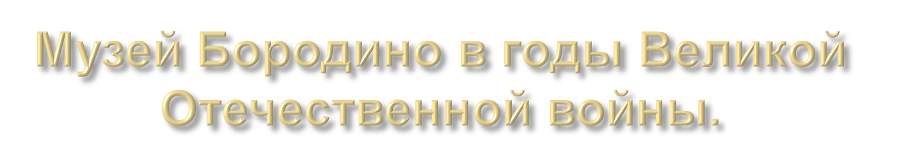 Музей Бородино в годы Великой
Отечественной войны.